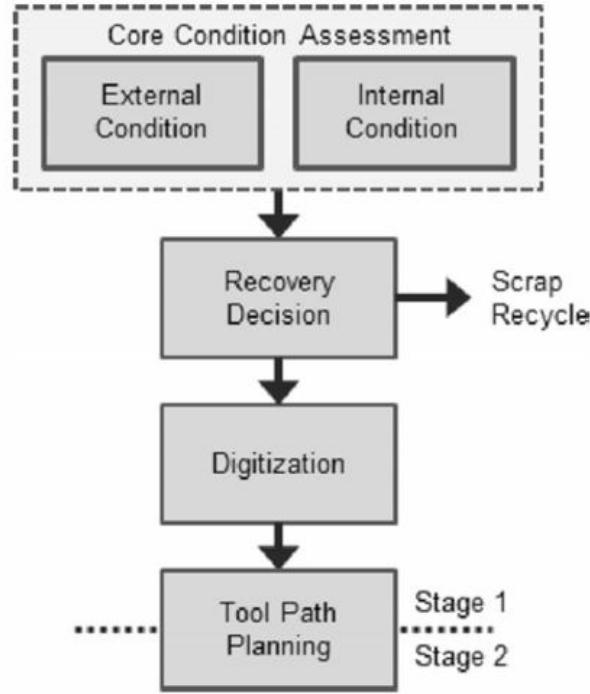 Core Condition Assessment
External
Condition
Internal
Condition
Recovery
Decision
Scrap
Recycle
Digitization
Tool Path
Planning
Stage 1
Stage 2